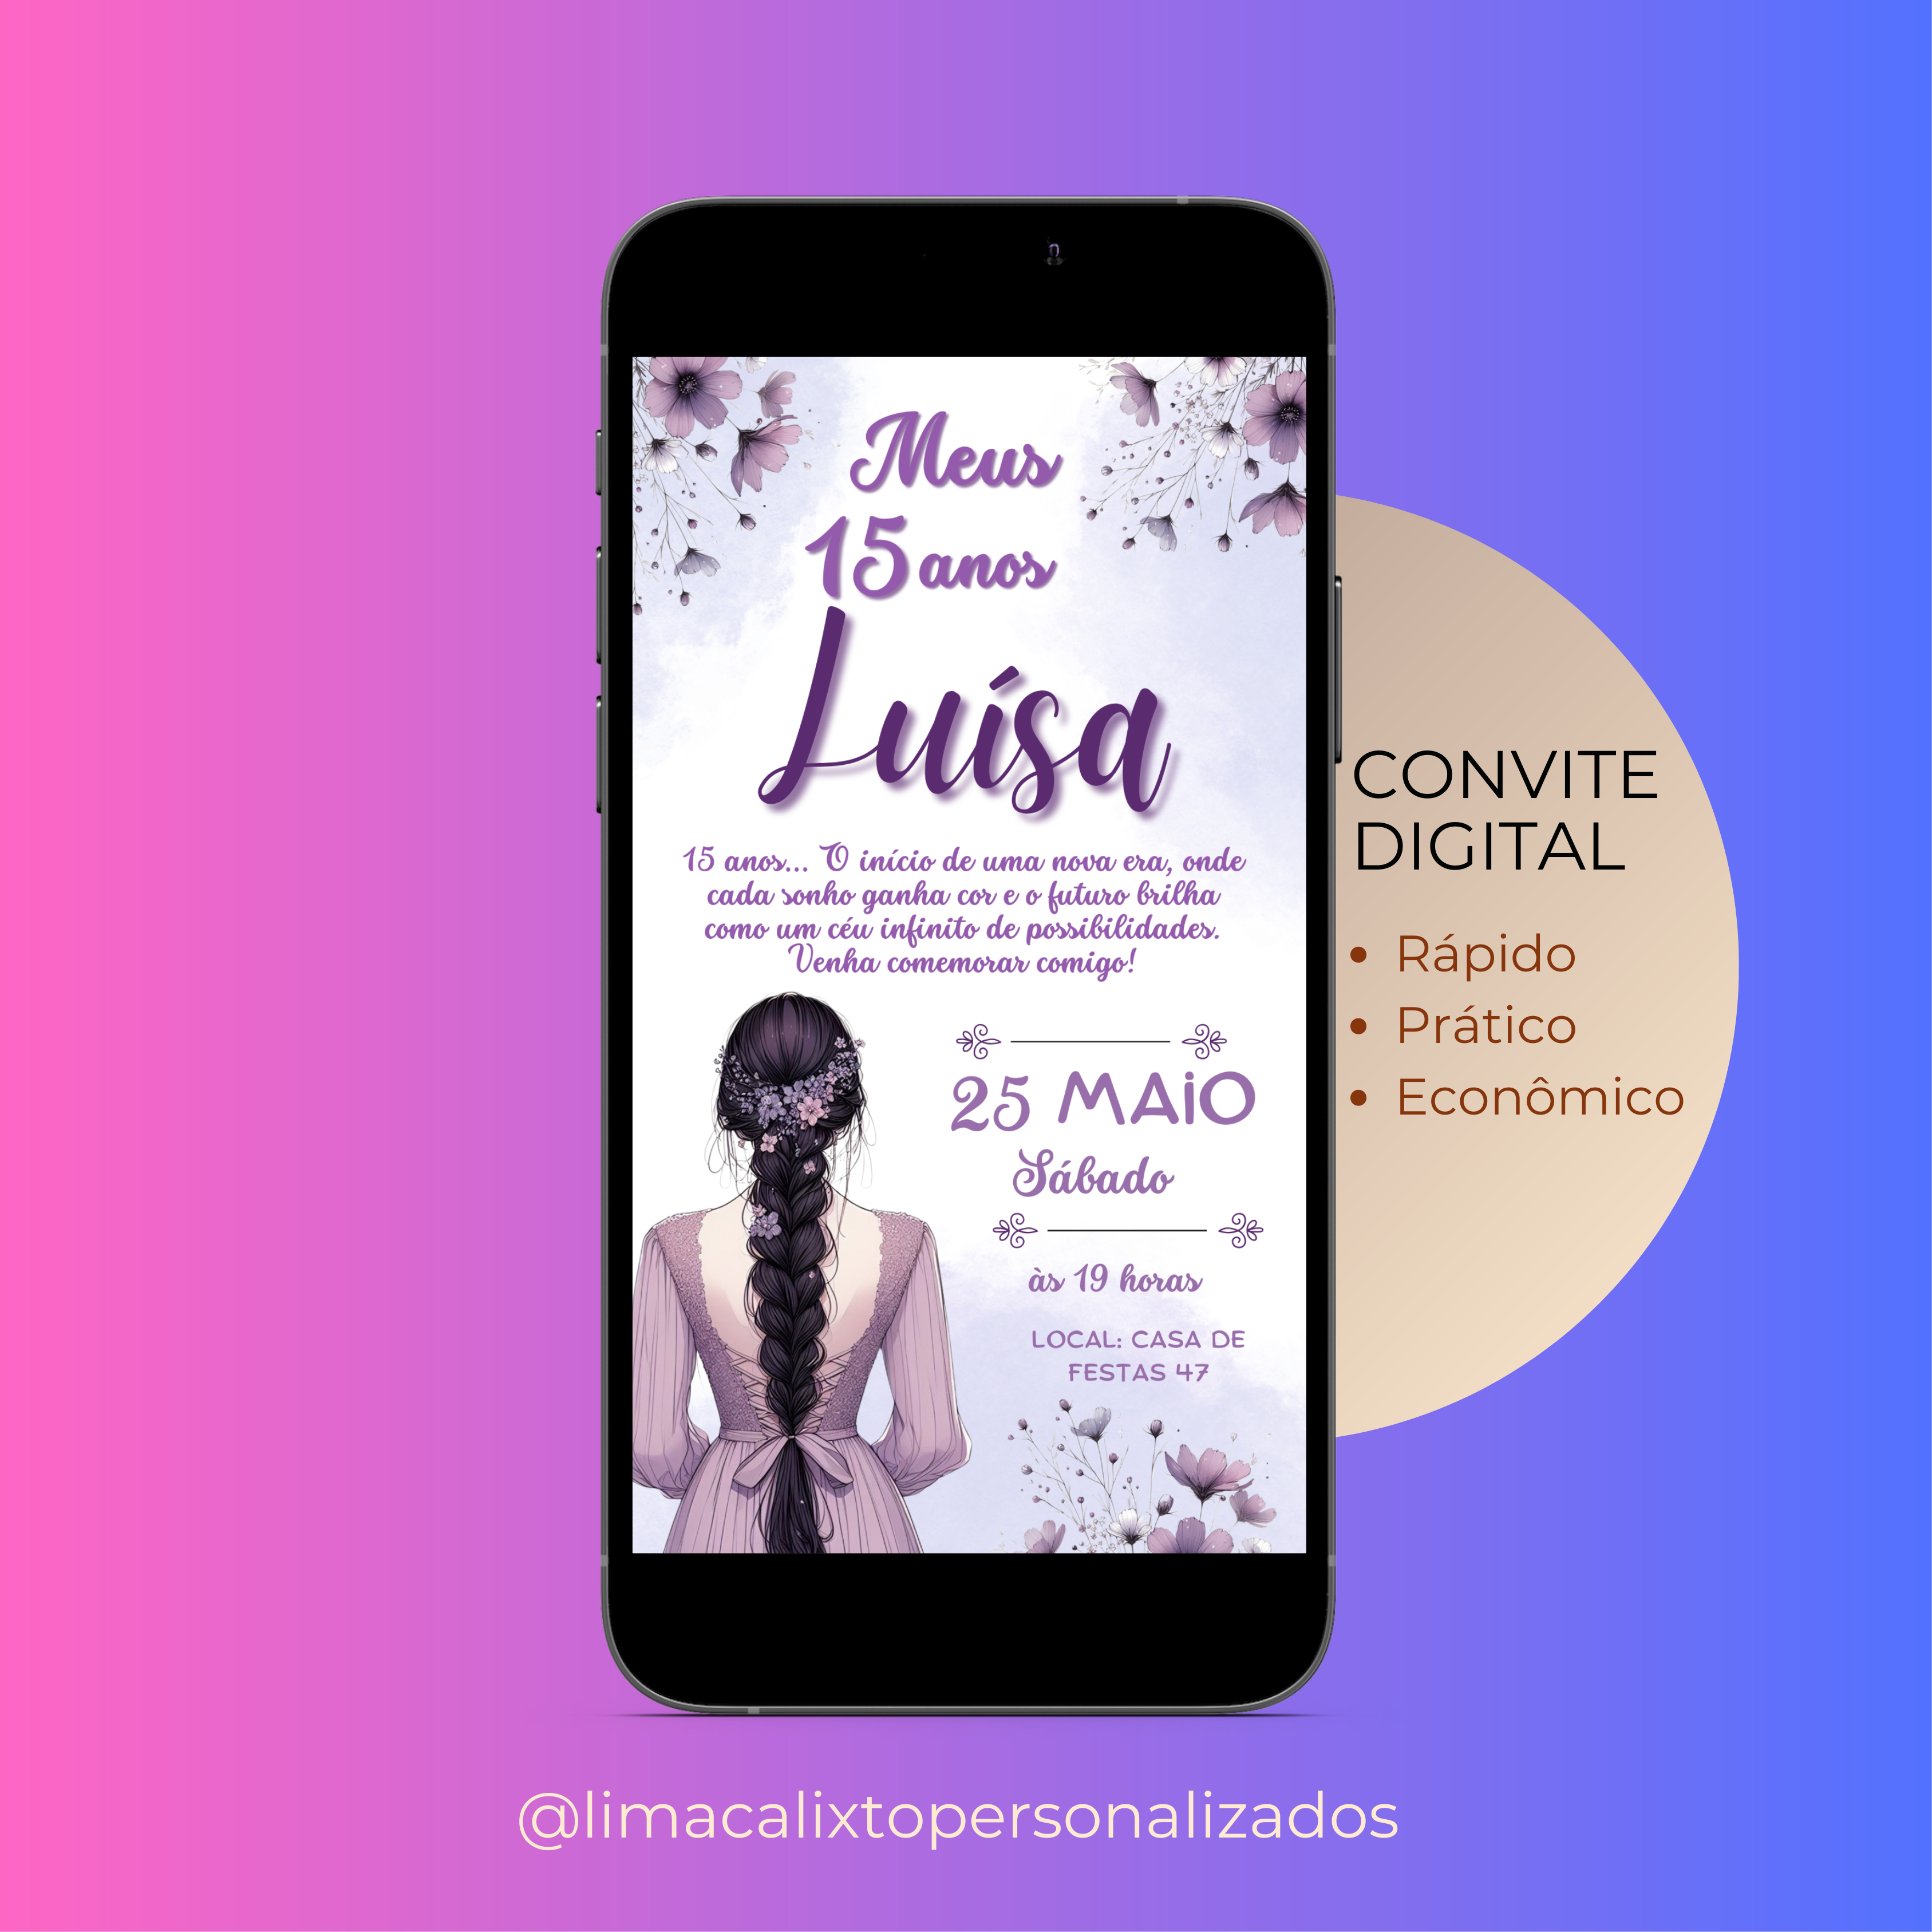 Meus
15 anos
Luísa
15 anos... O início de uma nova era, onde
cada sonho ganha cor e o futuro brilha
como um céu infinito de possibilidades.
Venha comemorar comigo!
25 MAIO
Sábado
às 19 horas
LOCAL: CASA DE
FESTAS 47
CONVITE
DIGITAL
• Rápido
• Prático
• Econômico
@limacalixtopersonalizados